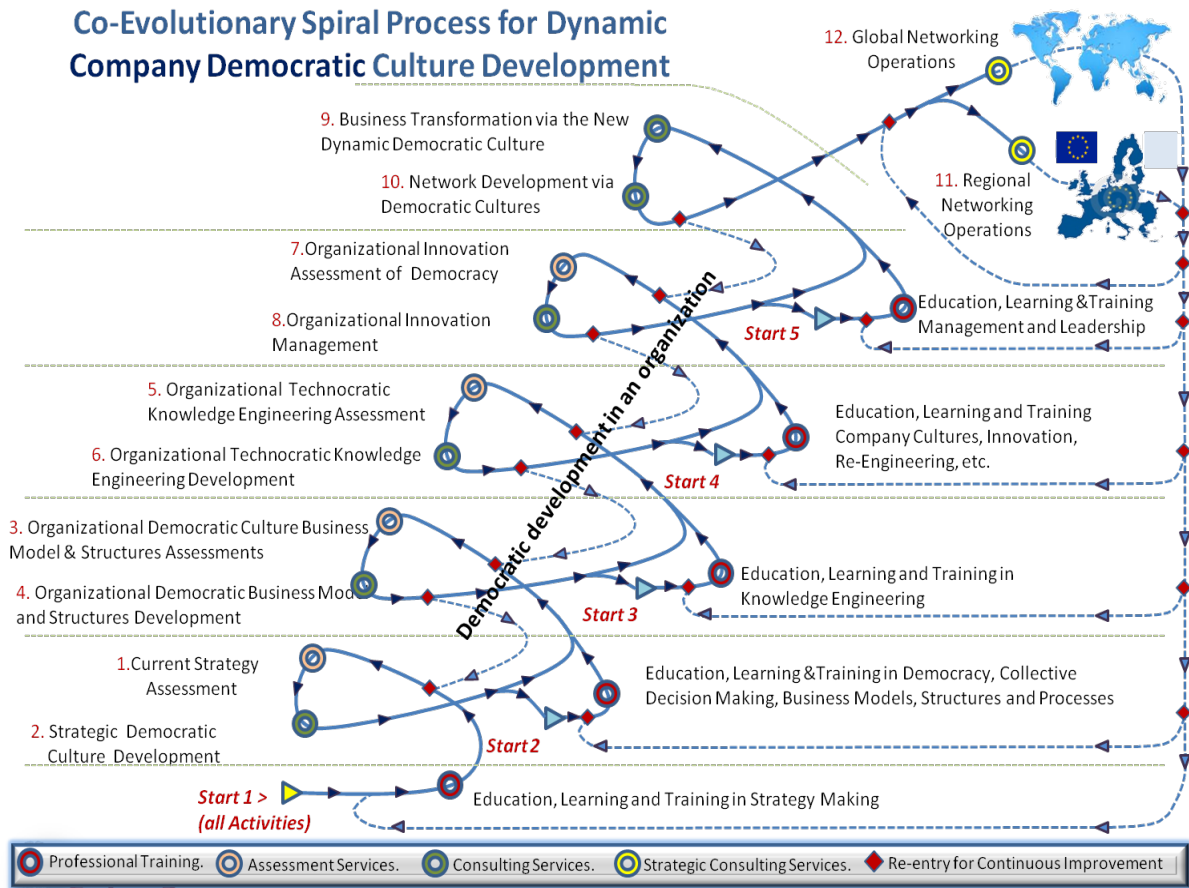 Co-Evolutionary Spiral Process for Dynamic
Company Democratic Culture Development
12. Global Networking
Operations
9. Business Transformation via the New
Dynamic Democratic Culture
10. Network Development via
Democratic Cultures
11. Regional
Networking
Operations
7.Organizational Innovation
Assessment of Democracy
8.Organizational Innovation
Management
Start 5
Education, Learning &Training
Management and Leadership
5. Organizational Technocratic
Knowledge Engineering Assessment
6. Organizational Technocratic Knowledge
Engineering Development
Start 4
Education, Learning and Training
Company Cultures, Innovation,
Re-Engineering, etc.
Democratic development in an organization
3. Organizational Democratic Culture Business
Model & Structures Assessments
4. Organizational Democratic Business Mode
and Structures Development
Start 3
Education, Learning and Training in
Knowledge Engineering
1.Current Strategy
Assessment
2. Strategic Democratic
Culture Development
Start 2
Education, Learning &Training in Democracy, Collective
Decision Making, Business Models, Structures and Processes
Start 1 >
(all Activities)
Education, Learning and Training in Strategy Making
Professional Training.
Assessment Services.
Consulting Services.
Strategic Consulting Services.
Re-entry for Continuous Improvement